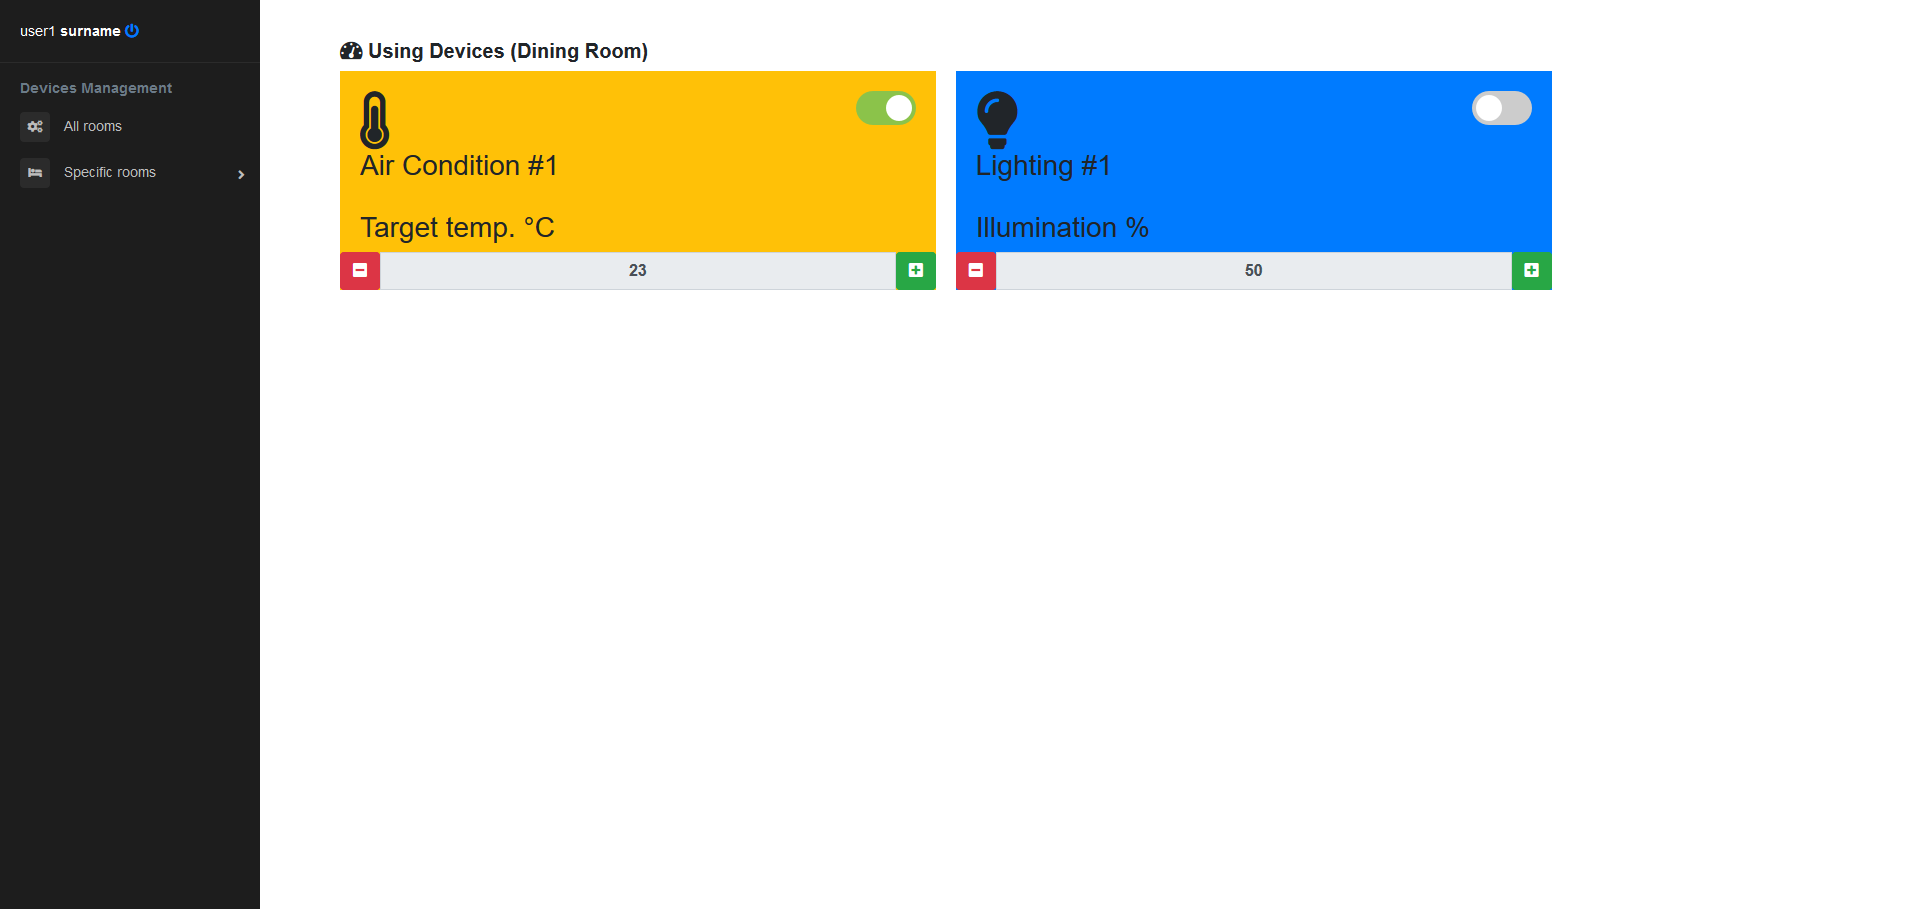 user1 surname
Devices Management
All rooms
Specific rooms
Using Devices (Dining Room)
Air Condition #1
Target temp. °C
23
Lighting #1
Illumination %
50